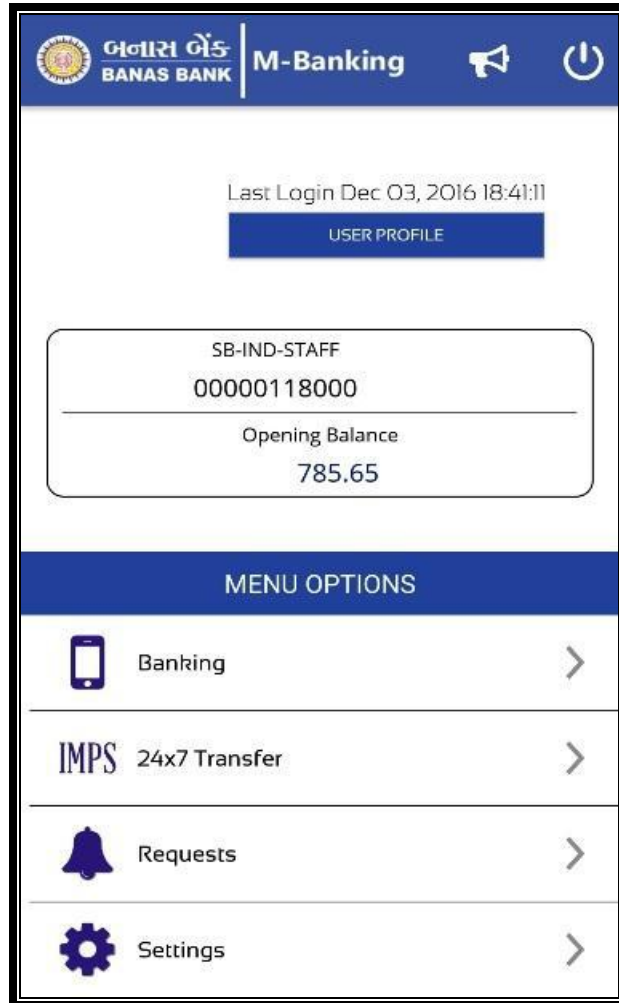 બનાસ બેંક
BANAS BANK
M-Banking
Last Login Dec 03, 2016 18:41:11
USER PROFILE
SB-IND-STAFF
00000118000
Opening Balance
785.65
MENU OPTIONS
Banking
IMPS 24x7 Transfer
Requests
Settings